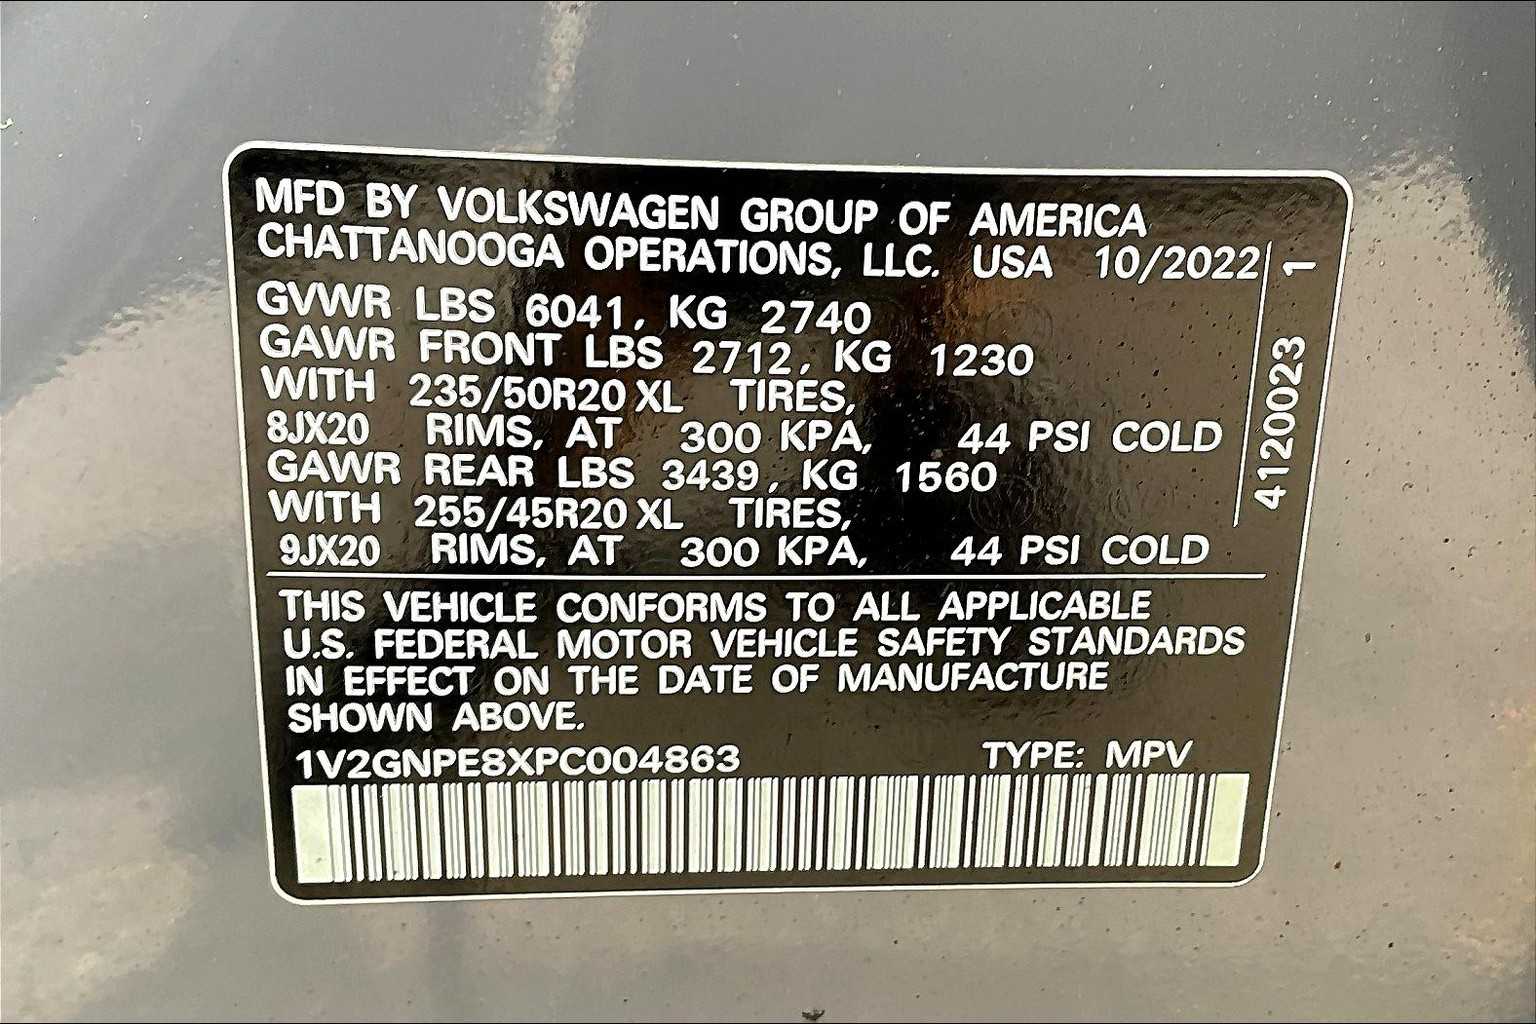 MFD BY VOLKSWAGEN GROUP OF AMERICA
CHATTANOOGA OPERATIONS, LLC. USA 10/2022
GVWR LBS 6041, KG 2740
GAWR FRONT LBS 2712, KG 1230
WITH 235/50R20 XL TIRES,
8JX20 RIMS, AT 300 KPA, 44 PSI COLD
GAWR REAR LBS 3439, KG 1560
WITH 255/45R20 XL TIRES,
9JX20 RIMS, AT 300 KPA, 44 PSI COLD
4120023 1
THIS VEHICLE CONFORMS TO ALL APPLICABLE
U.S. FEDERAL MOTOR VEHICLE SAFETY STANDARDS
IN EFFECT ON THE DATE OF MANUFACTURE
SHOWN ABOVE.
1V2GNPE8XPC004863 TYPE: MPV